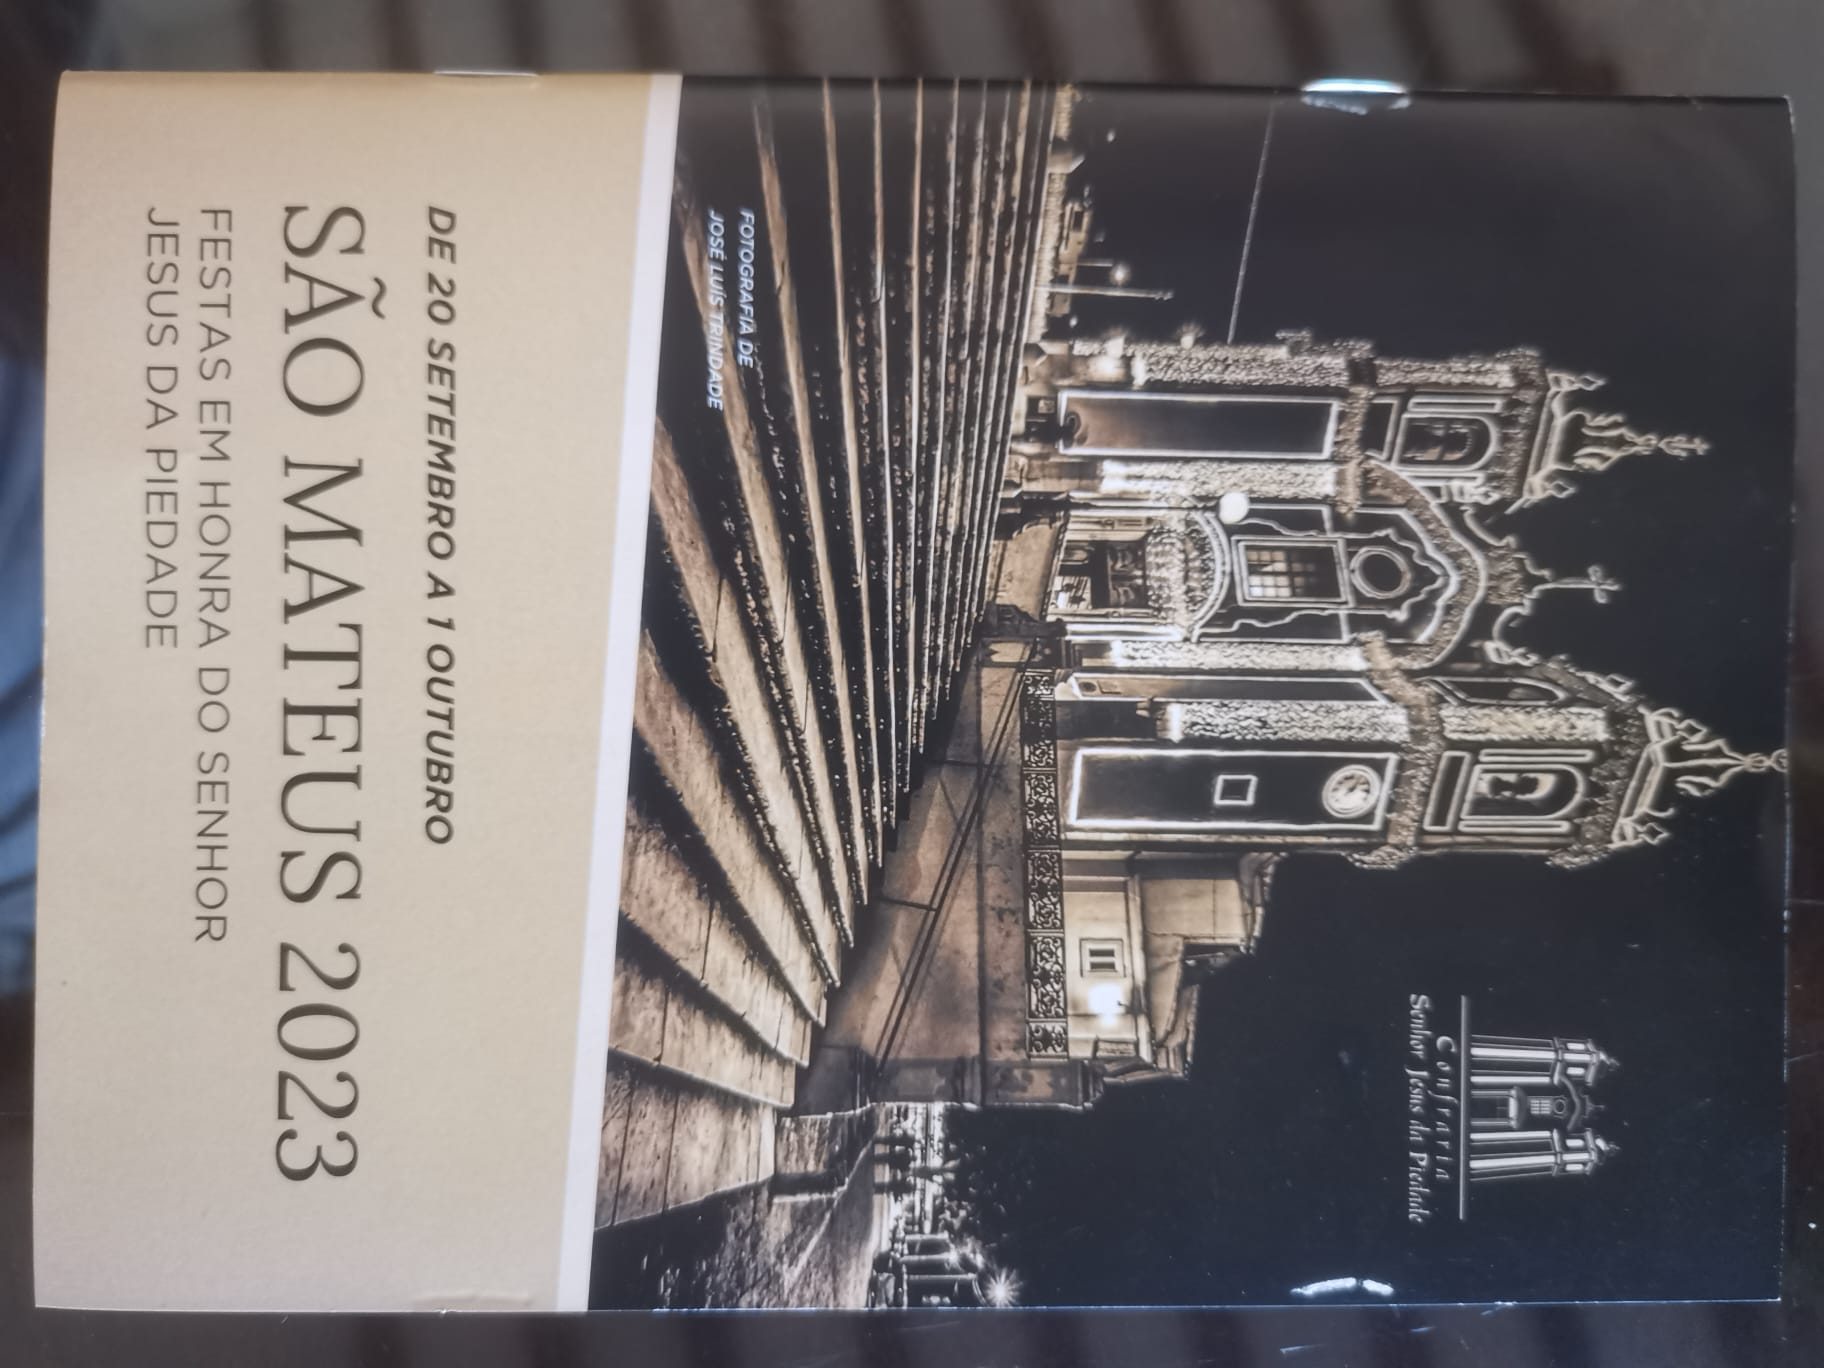 Confraria
Senhor Jesus da Piedade
FOTOGRAFIA DE
JOSÉ LUÍS TRINDADE
DE 20 SETEMBRO A 1 OUTUBRO
SÃO MATEUS 2023
FESTAS EM HONRA DO SENHOR
JESUS DA PIEDADE